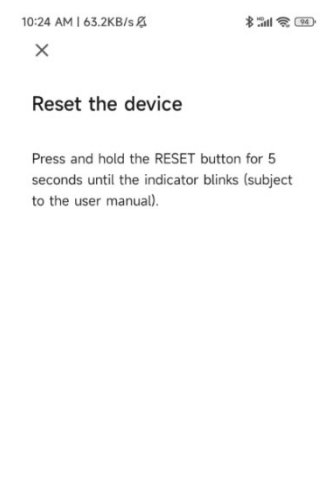 10:24 AM | 63.2KB/s
Reset the device
Press and hold the RESET button for 5
seconds until the indicator blinks (subject
to the user manual).